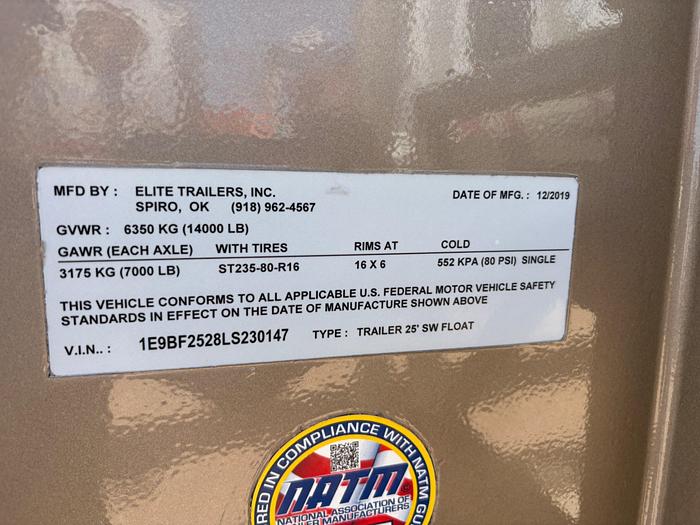 MFD BY : ELITE TRAILERS, INC. DATE OF MFG. : 12/2019
SPIRO, OK (918) 962-4567
GVWR : 6350 KG (14000 LB)
GAWR (EACH AXLE) WITH TIRES RIMS AT COLD
3175 KG (7000 LB) ST235-80-R16 16 X 6 552 KPA (80 PSI) SINGLE
THIS VEHICLE CONFORMS TO ALL APPLICABLE U.S. FEDERAL MOTOR VEHICLE SAFETY
STANDARDS IN EFFECT ON THE DATE OF MANUFACTURE SHOWN ABOVE
V.I.N.. : 1E9BF2528LS230147 TYPE : TRAILER 25' SW FLOAT
IN COMPLIANCE WITH NATM
NATM
NATIONAL ASSOCIATION OF
MANUFACTURERS